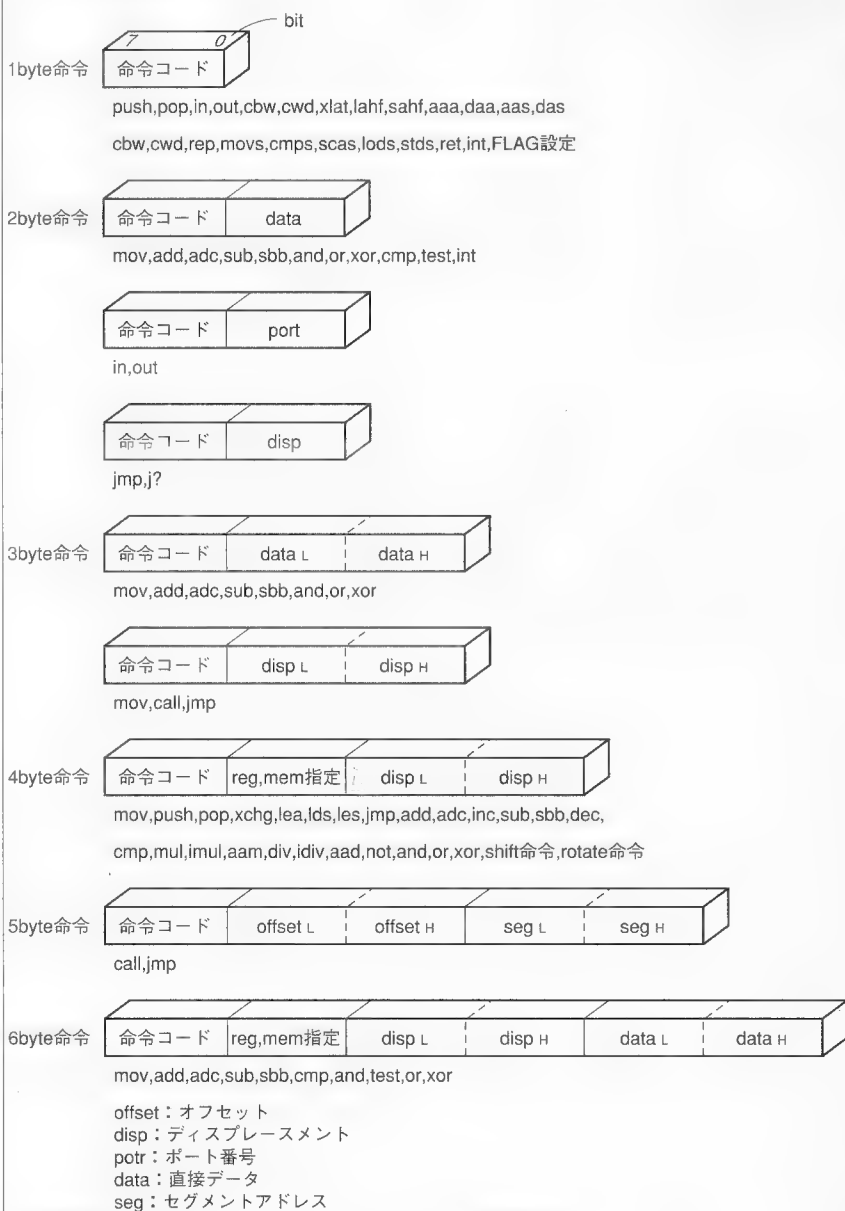 bit
7 0
1byte命令 命令コード
push,pop,in,out,cbw,cwd,xlat,lahf,sahf,aaa,daa,aas,das
cbw,cwd,rep,movs,cmps,scas,lods,stds,ret,int,FLAG設定
2byte命令 命令コード data
mov,add,adc,sub,sbb,and,or,xor,cmp,test,int
命令コード port
in,out
命令コード disp
jmp,j?
3byte命令 命令コード data L data H
mov,add,adc,sub,sbb,and,or,xor
命令コード disp L disp H
mov,call,jmp
4byte命令 命令コード reg,mem指定 disp L disp H
mov,push,pop,xchg,lea,lds,les,jmp,add,adc,inc,sub,sbb,dec,
cmp,mul,imul,aam,div,idiv,aad,not,and,or,xor,shift命令,rotate命令
5byte命令 命令コード offset L offset H seg L seg H
call,jmp
6byte命令 命令コード reg,mem指定 disp L disp H data L data H
mov,add,adc,sub,sbb,cmp,and,test,or,xor
offset：オフセット
disp：ディスプレースメント
potr：ポート番号
data：直接データ
seg：セグメントアドレス